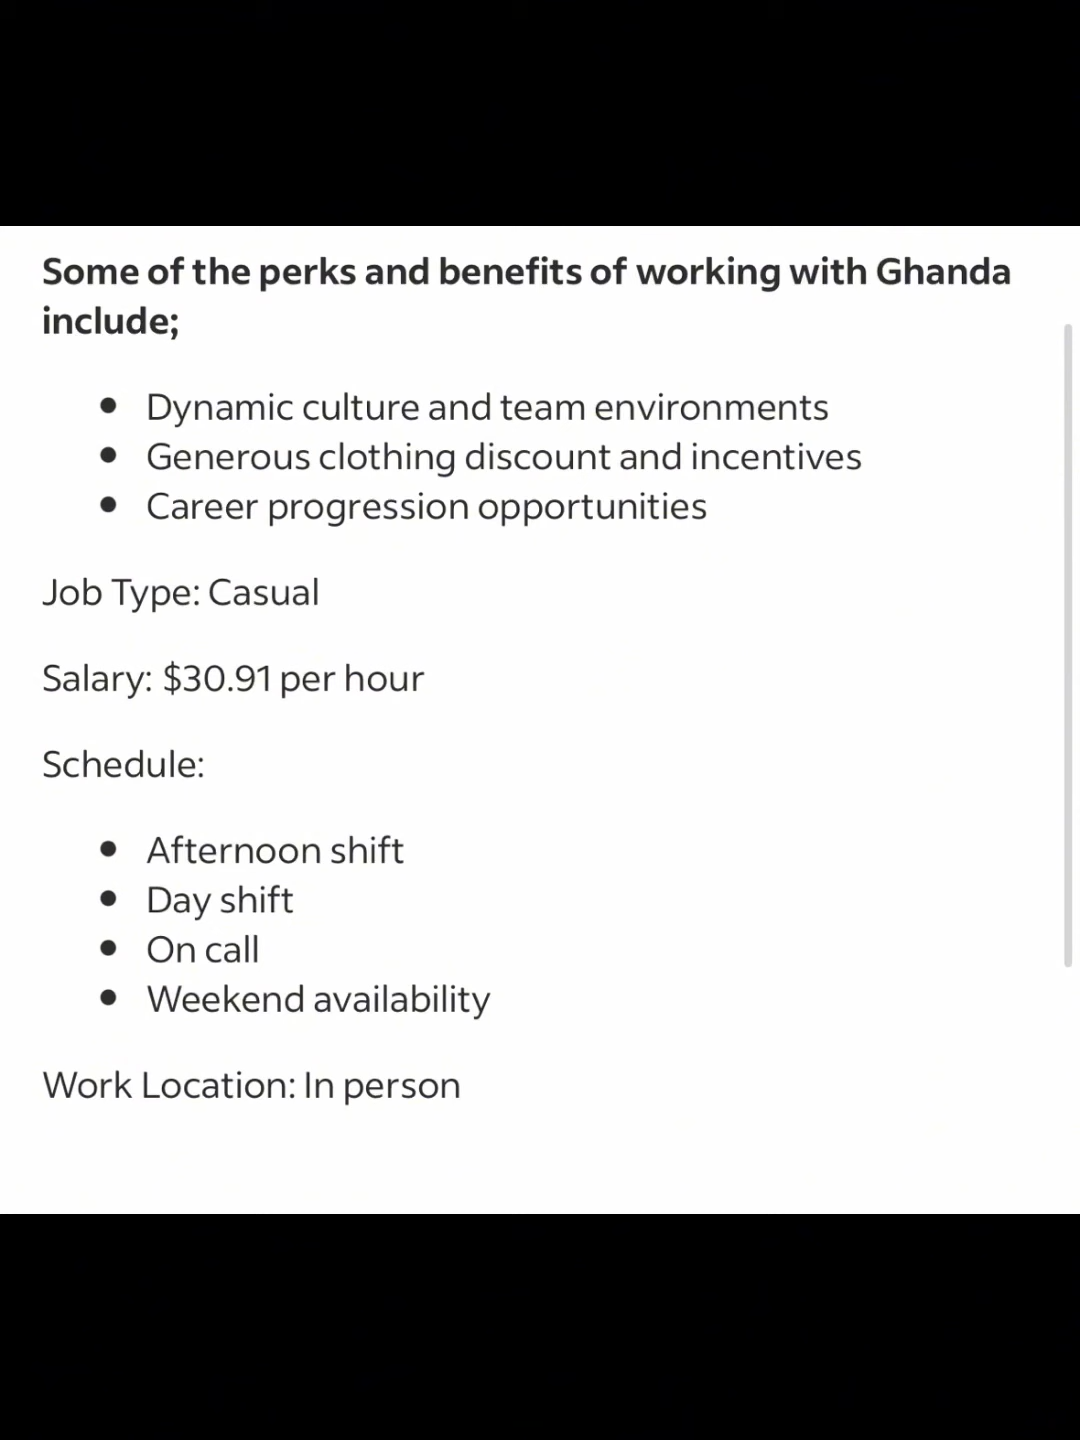 Some of the perks and benefits of working with Ghanda
include;
• Dynamic culture and team environments
• Generous clothing discount and incentives
• Career progression opportunities
Job Type: Casual
Salary: $30.91 per hour
Schedule:
• Afternoon shift
• Day shift
• On call
• Weekend availability
Work Location: In person